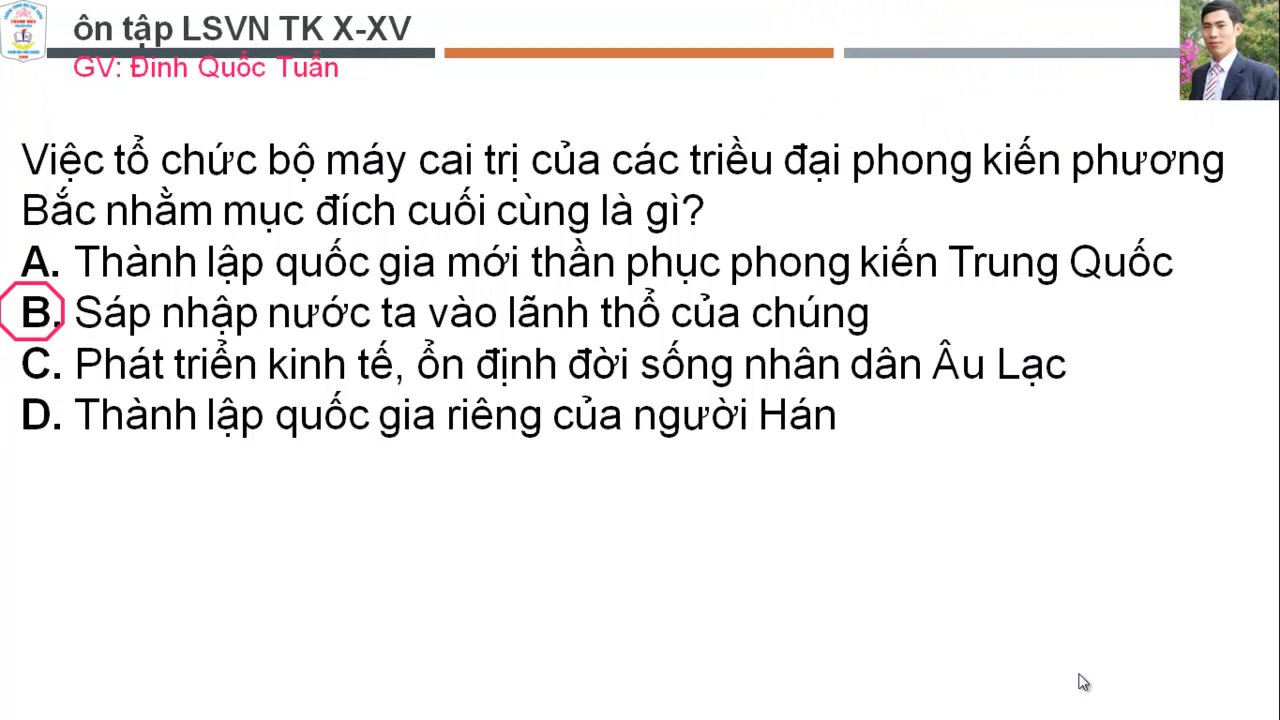 ôn tập LSVN TK X-XV
GV: Đinh Quốc Tuấn
Việc tổ chức bộ máy cai trị của các triều đại phong kiến phương
Bắc nhằm mục đích cuối cùng là gì?
A. Thành lập quốc gia mới thần phục phong kiến Trung Quốc
B. Sáp nhập nước ta vào lãnh thổ của chúng
C. Phát triển kinh tế, ổn định đời sống nhân dân Âu Lạc
D. Thành lập quốc gia riêng của người Hán